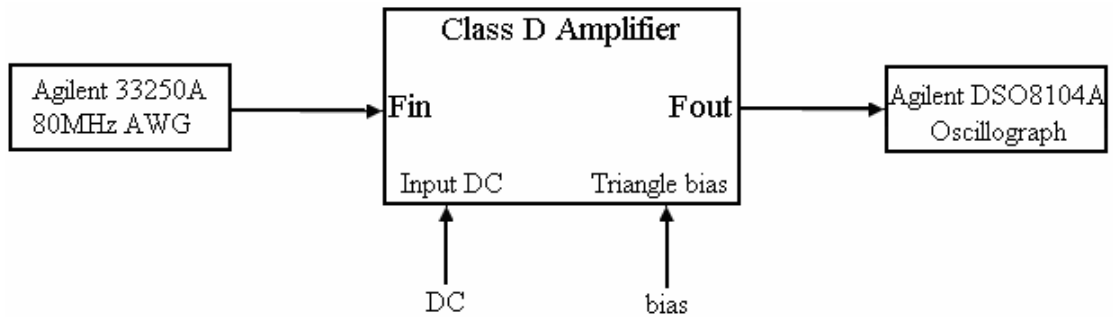 Class D Amplifier
Agilent 33250A
80MHz AWG
Fin
Fout
Agilent DSO8104A
Oscillograph
Input DC
Triangle bias
DC
bias